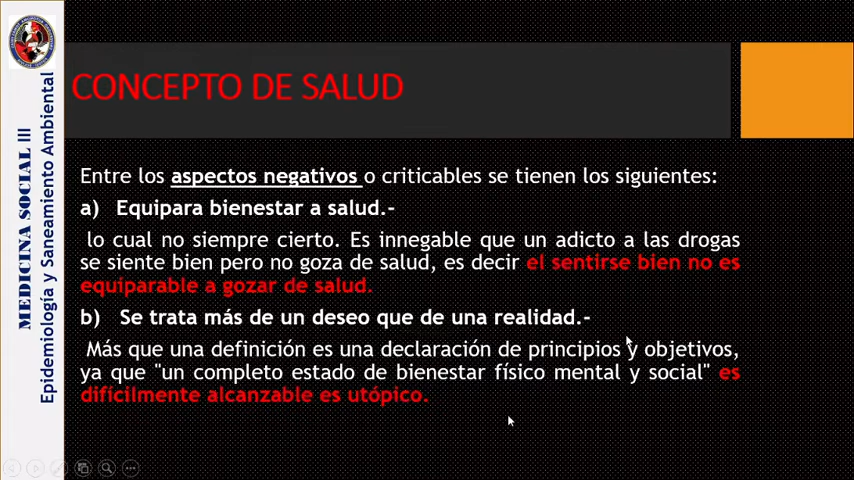 CONCEPTO DE SALUD
MEDICINA SOCIAL III
Epidemiología y Saneamiento Ambiental
Entre los aspectos negativos o criticables se tienen los siguientes:
a) Equipara bienestar a salud.-
lo cual no siempre cierto. Es innegable que un adicto a las drogas
se siente bien pero no goza de salud, es decir el sentirse bien no es
equiparable a gozar de salud.
b) Se trata más de un deseo que de una realidad.-
Más que una definición es una declaración de principios y objetivos,
ya que "un completo estado de bienestar físico mental y social" es
difícilmente alcanzable es utópico.